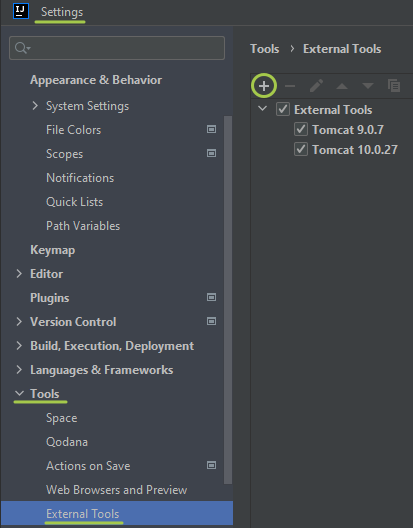 IJ Settings
Appearance & Behavior
System Settings
File Colors
Scopes
Notifications
Quick Lists
Path Variables
Keymap
Editor
Plugins
Version Control
Build, Execution, Deployment
Languages & Frameworks
Tools
Space
Qodana
Actions on Save
Web Browsers and Preview
External Tools
Tools › External Tools
External Tools
Tomcat 9.0.7
Tomcat 10.0.27